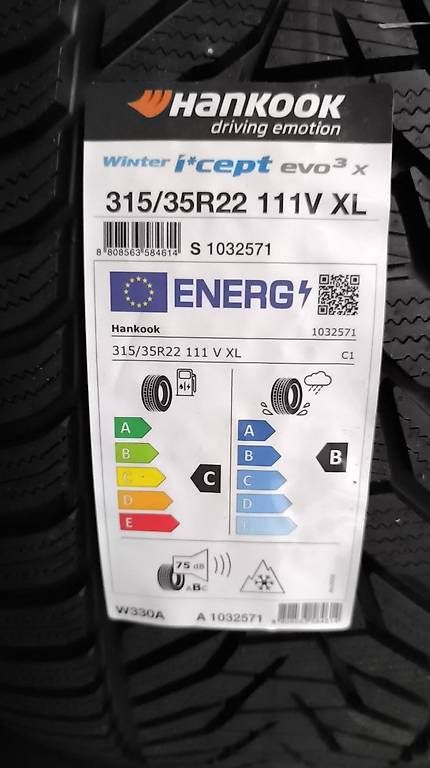 HANKOOK
driving emotion
Winter i*cept evo³ x
315/35R22 111V XL
8 808563 584614
S 1032571
ENERG
Hankook 1032571
315/35R22 111 V XL C1
A A
B B B
C C C
D D
E
75 dB
ABC
W330A A 1032571